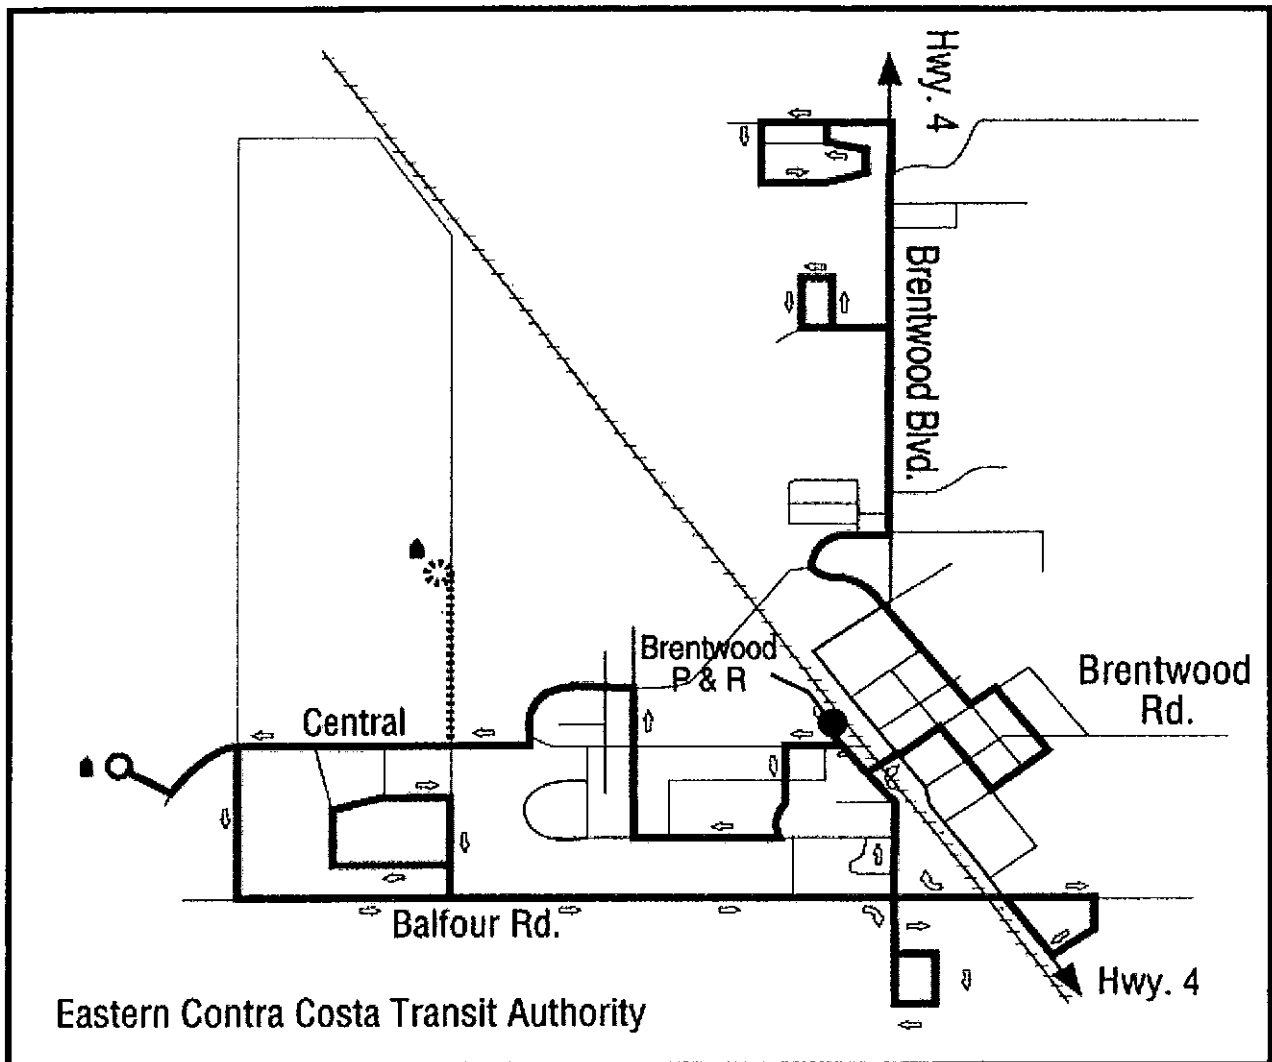 Hwy. 4
Brentwood Blvd.
Brentwood
P & R
Brentwood
Rd.
Central
Balfour Rd.
Hwy. 4
Eastern Contra Costa Transit Authority